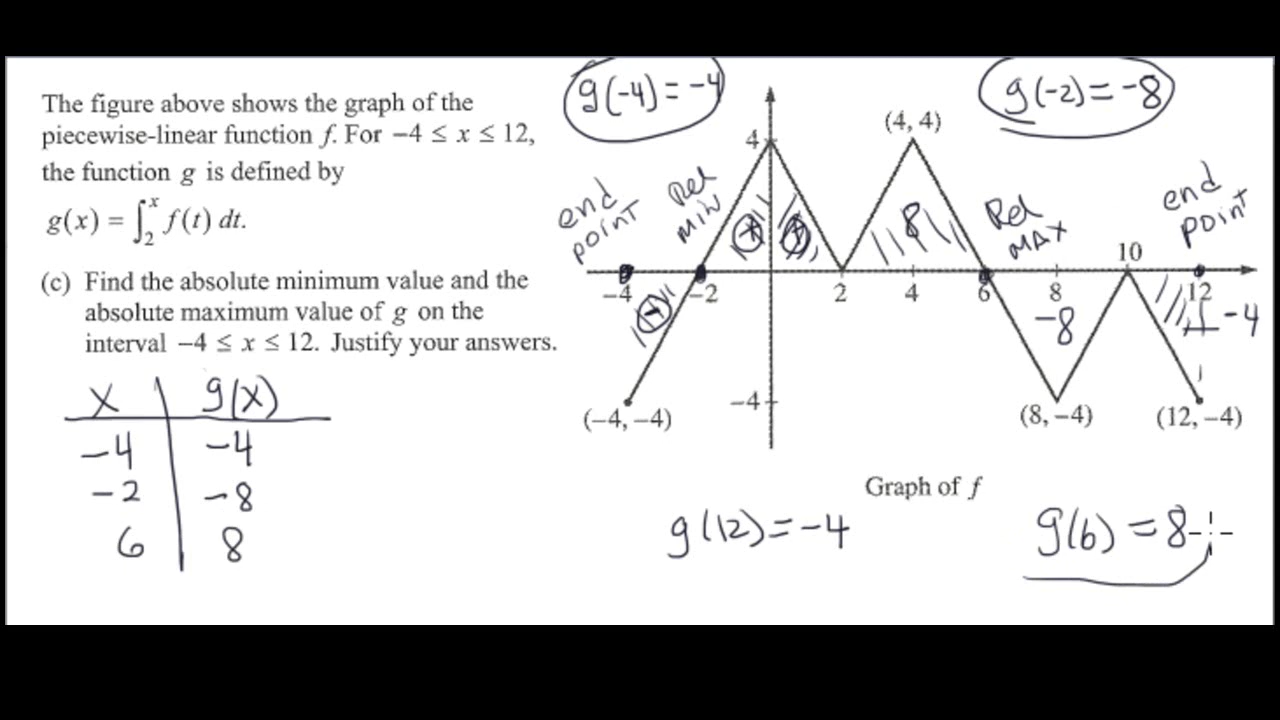 The figure above shows the graph of the
piecewise-linear function f. For −4 ≤ x ≤ 12,
the function g is defined by
g(x) = ∫₂ˣ f(t) dt.
(c) Find the absolute minimum value and the
absolute maximum value of g on the
interval −4 ≤ x ≤ 12. Justify your answers.
x g(x)
-4 -4
-2 -8
6 8
g(-4) = -4
g(-2) = -8
(4, 4)
4
end point
Rel MIN
8
Rel MAX
end point
10
−4 −2 2 4 6 8 12
-8
-4
−4
(−4, −4)
(8, −4)
(12, −4)
Graph of f
g(12) = -4
g(6) = 8